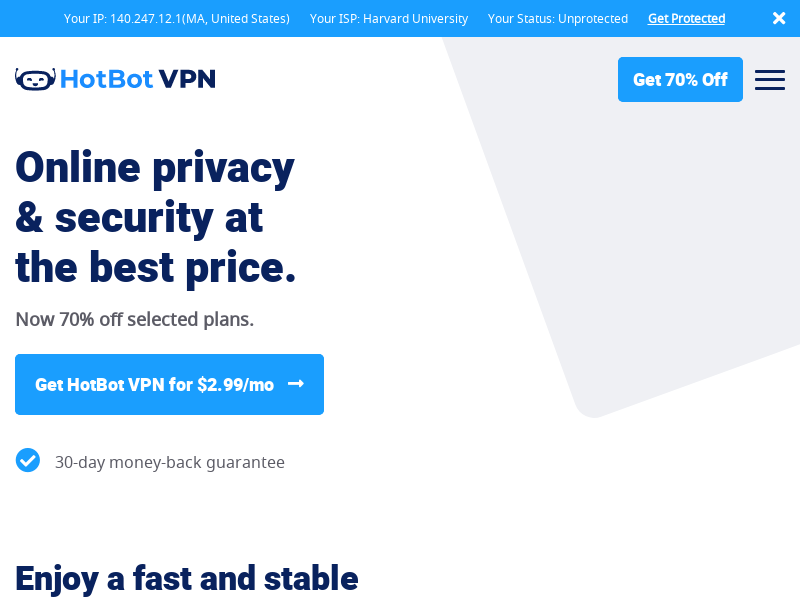 Your IP: 140.247.12.1(MA, United States) Your ISP: Harvard University Your Status: Unprotected Get Protected
HotBot VPN
Get 70% Off
Online privacy
& security at
the best price.
Now 70% off selected plans.
Get HotBot VPN for $2.99/mo
30-day money-back guarantee
Enjoy a fast and stable